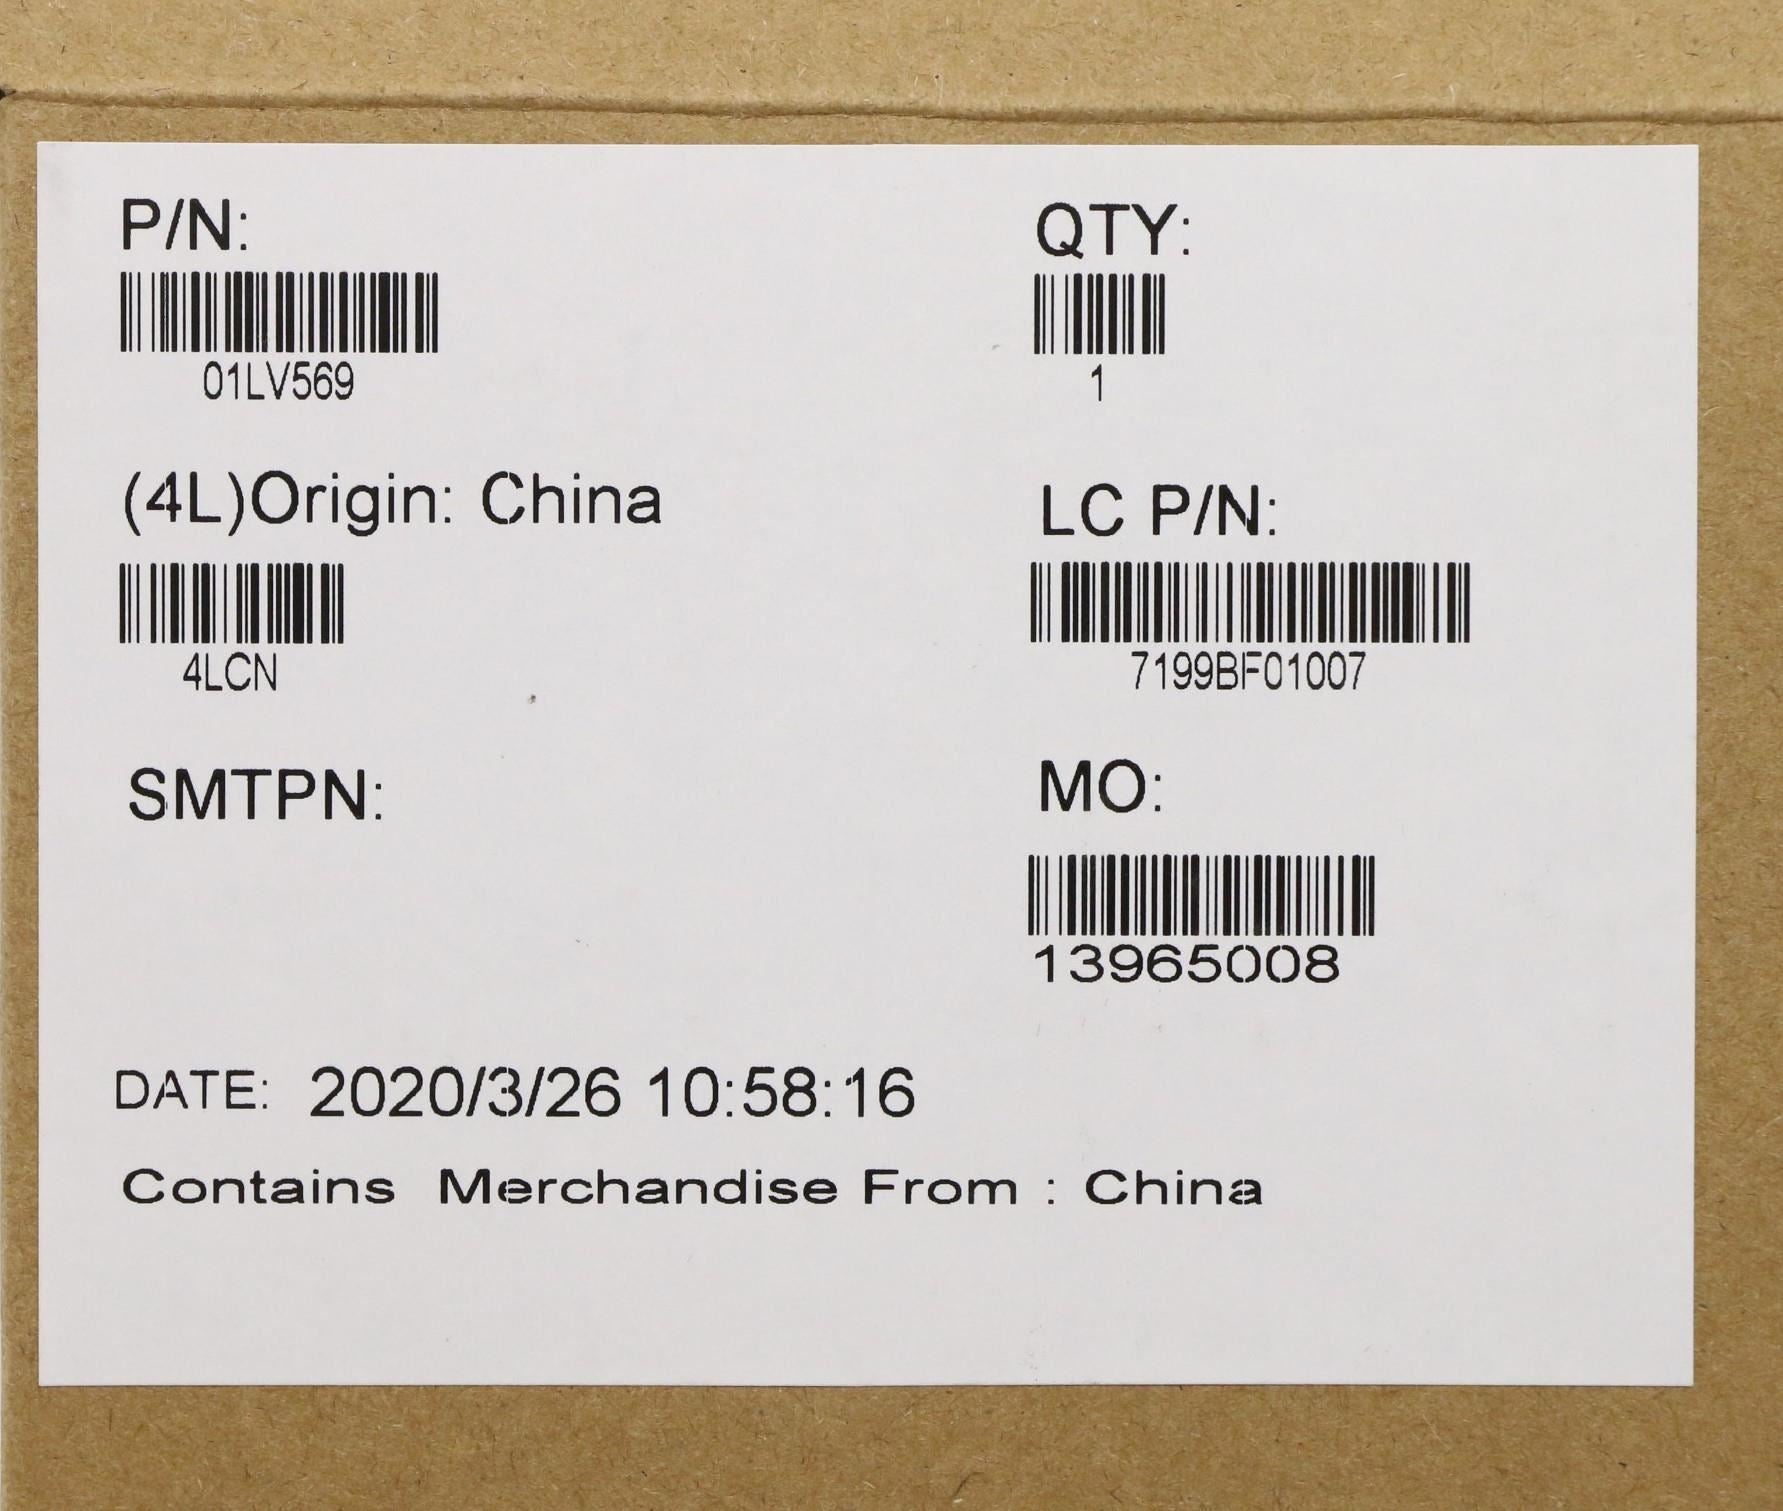 P/N:
QTY:
01LV569
1
(4L)Origin: China
LC P/N:
4LCN
7199BF01007
SMTPN:
MO:
13965008
DATE: 2020/3/26 10:58:16
Contains Merchandise From : China